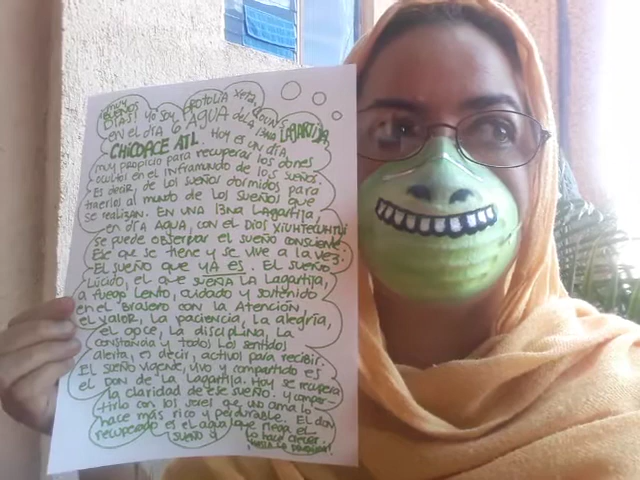 ¡MUY BUENOS DÍAS! Yo soy PROTOLIA Xeta,
en el día 6 AGUA de la 13na LAGARTIJA,
CHICOACE ATL. Hoy es un día
muy propicio para recuperar los dones
ocultos en el inframundo de los sueños.
Es decir, de los sueños dormidos para
traerlos al mundo de los sueños que
se realizan. En una 13na Lagartija,
en día Agua, con el Dios Xiuhtecuhtli
se puede observar el sueño consciente.
Ese que se tiene y se vive a la vez.
El sueño que YA ES. El sueño
Lúcido, el que sueña la Lagartija,
a fuego lento, cuidado y sostenido
en el Brasero con la Atención,
el valor, la paciencia, la alegría,
el goce, la disciplina, la
constancia y todos los sentidos
alerta, es decir, activos para recibir.
El sueño vigente, vivo y compartido es
el DON de la Lagartija. Hoy se recupera
la claridad de ese sueño. Y compar-
tirlo con los seres que uno ama lo
hace más rico y perdurable. El don
recuperado es el agua que riega el
sueño y lo hace crecer.